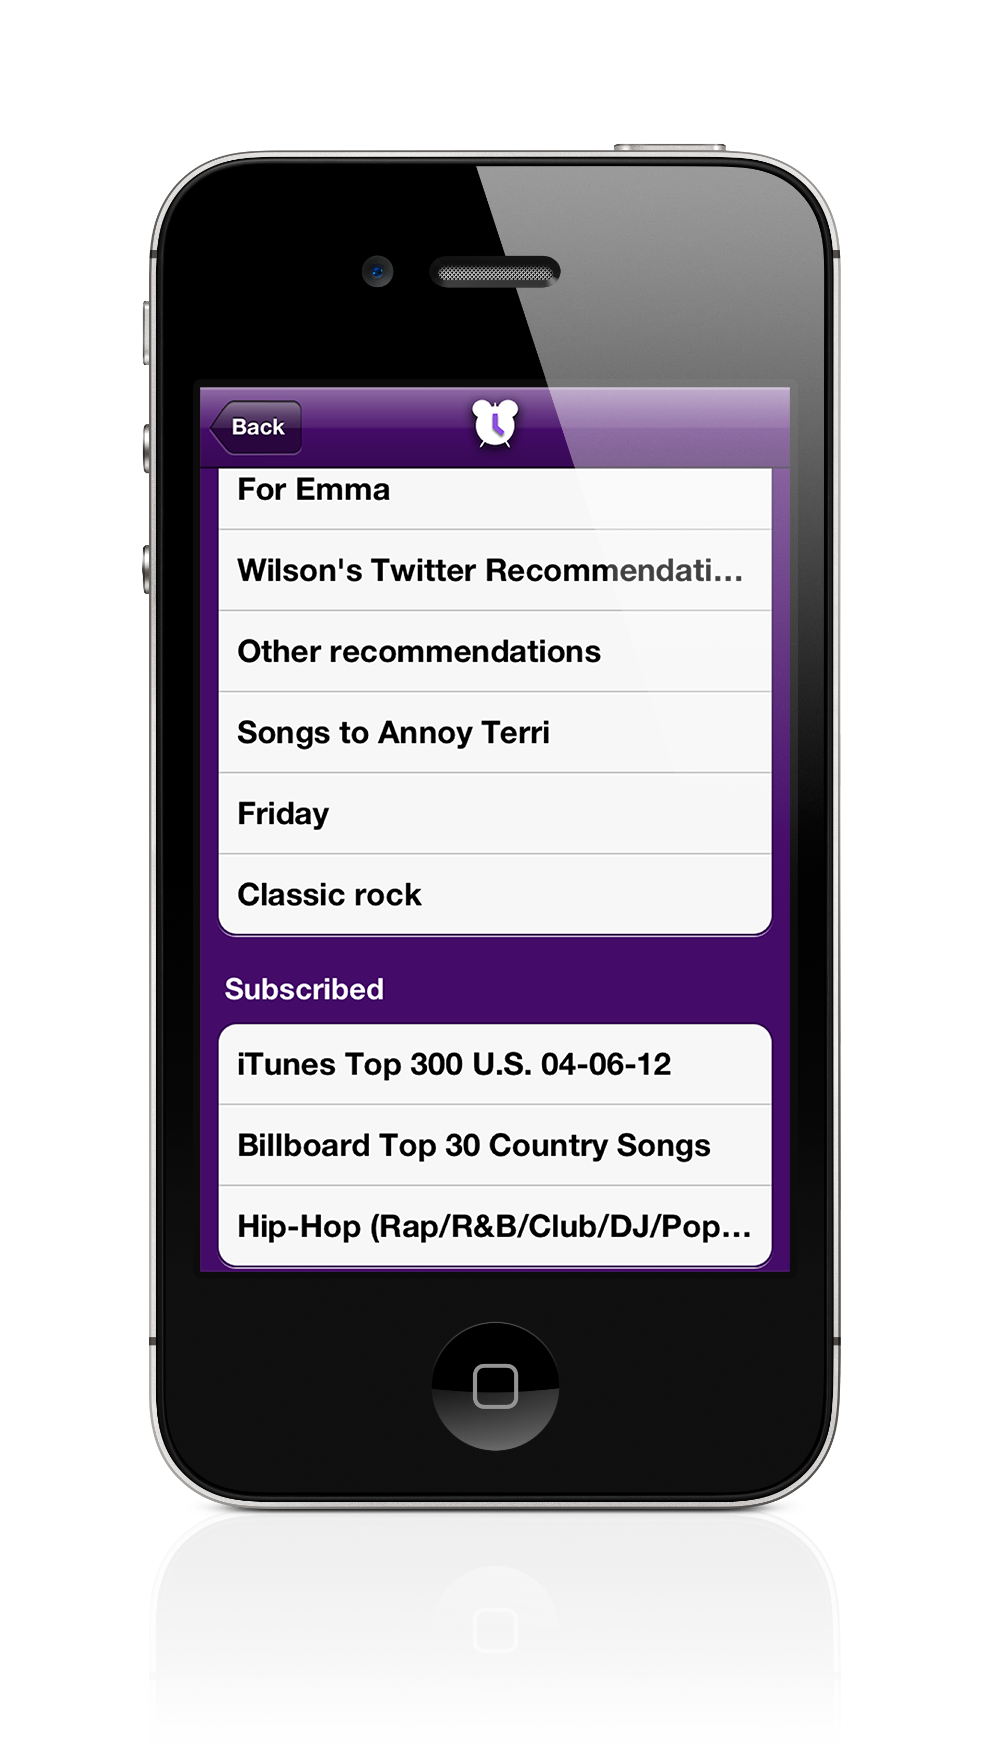 Back
For Emma
Wilson's Twitter Recommendati...
Other recommendations
Songs to Annoy Terri
Friday
Classic rock
Subscribed
iTunes Top 300 U.S. 04-06-12
Billboard Top 30 Country Songs
Hip-Hop (Rap/R&B/Club/DJ/Pop...